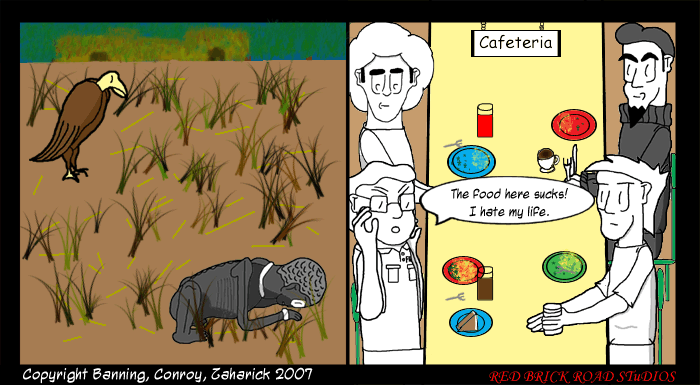 Cafeteria
The food here sucks!
I hate my life.
Copyright Banning, Conroy, Zaharick 2007
RED BRICK ROAD STuDIOS